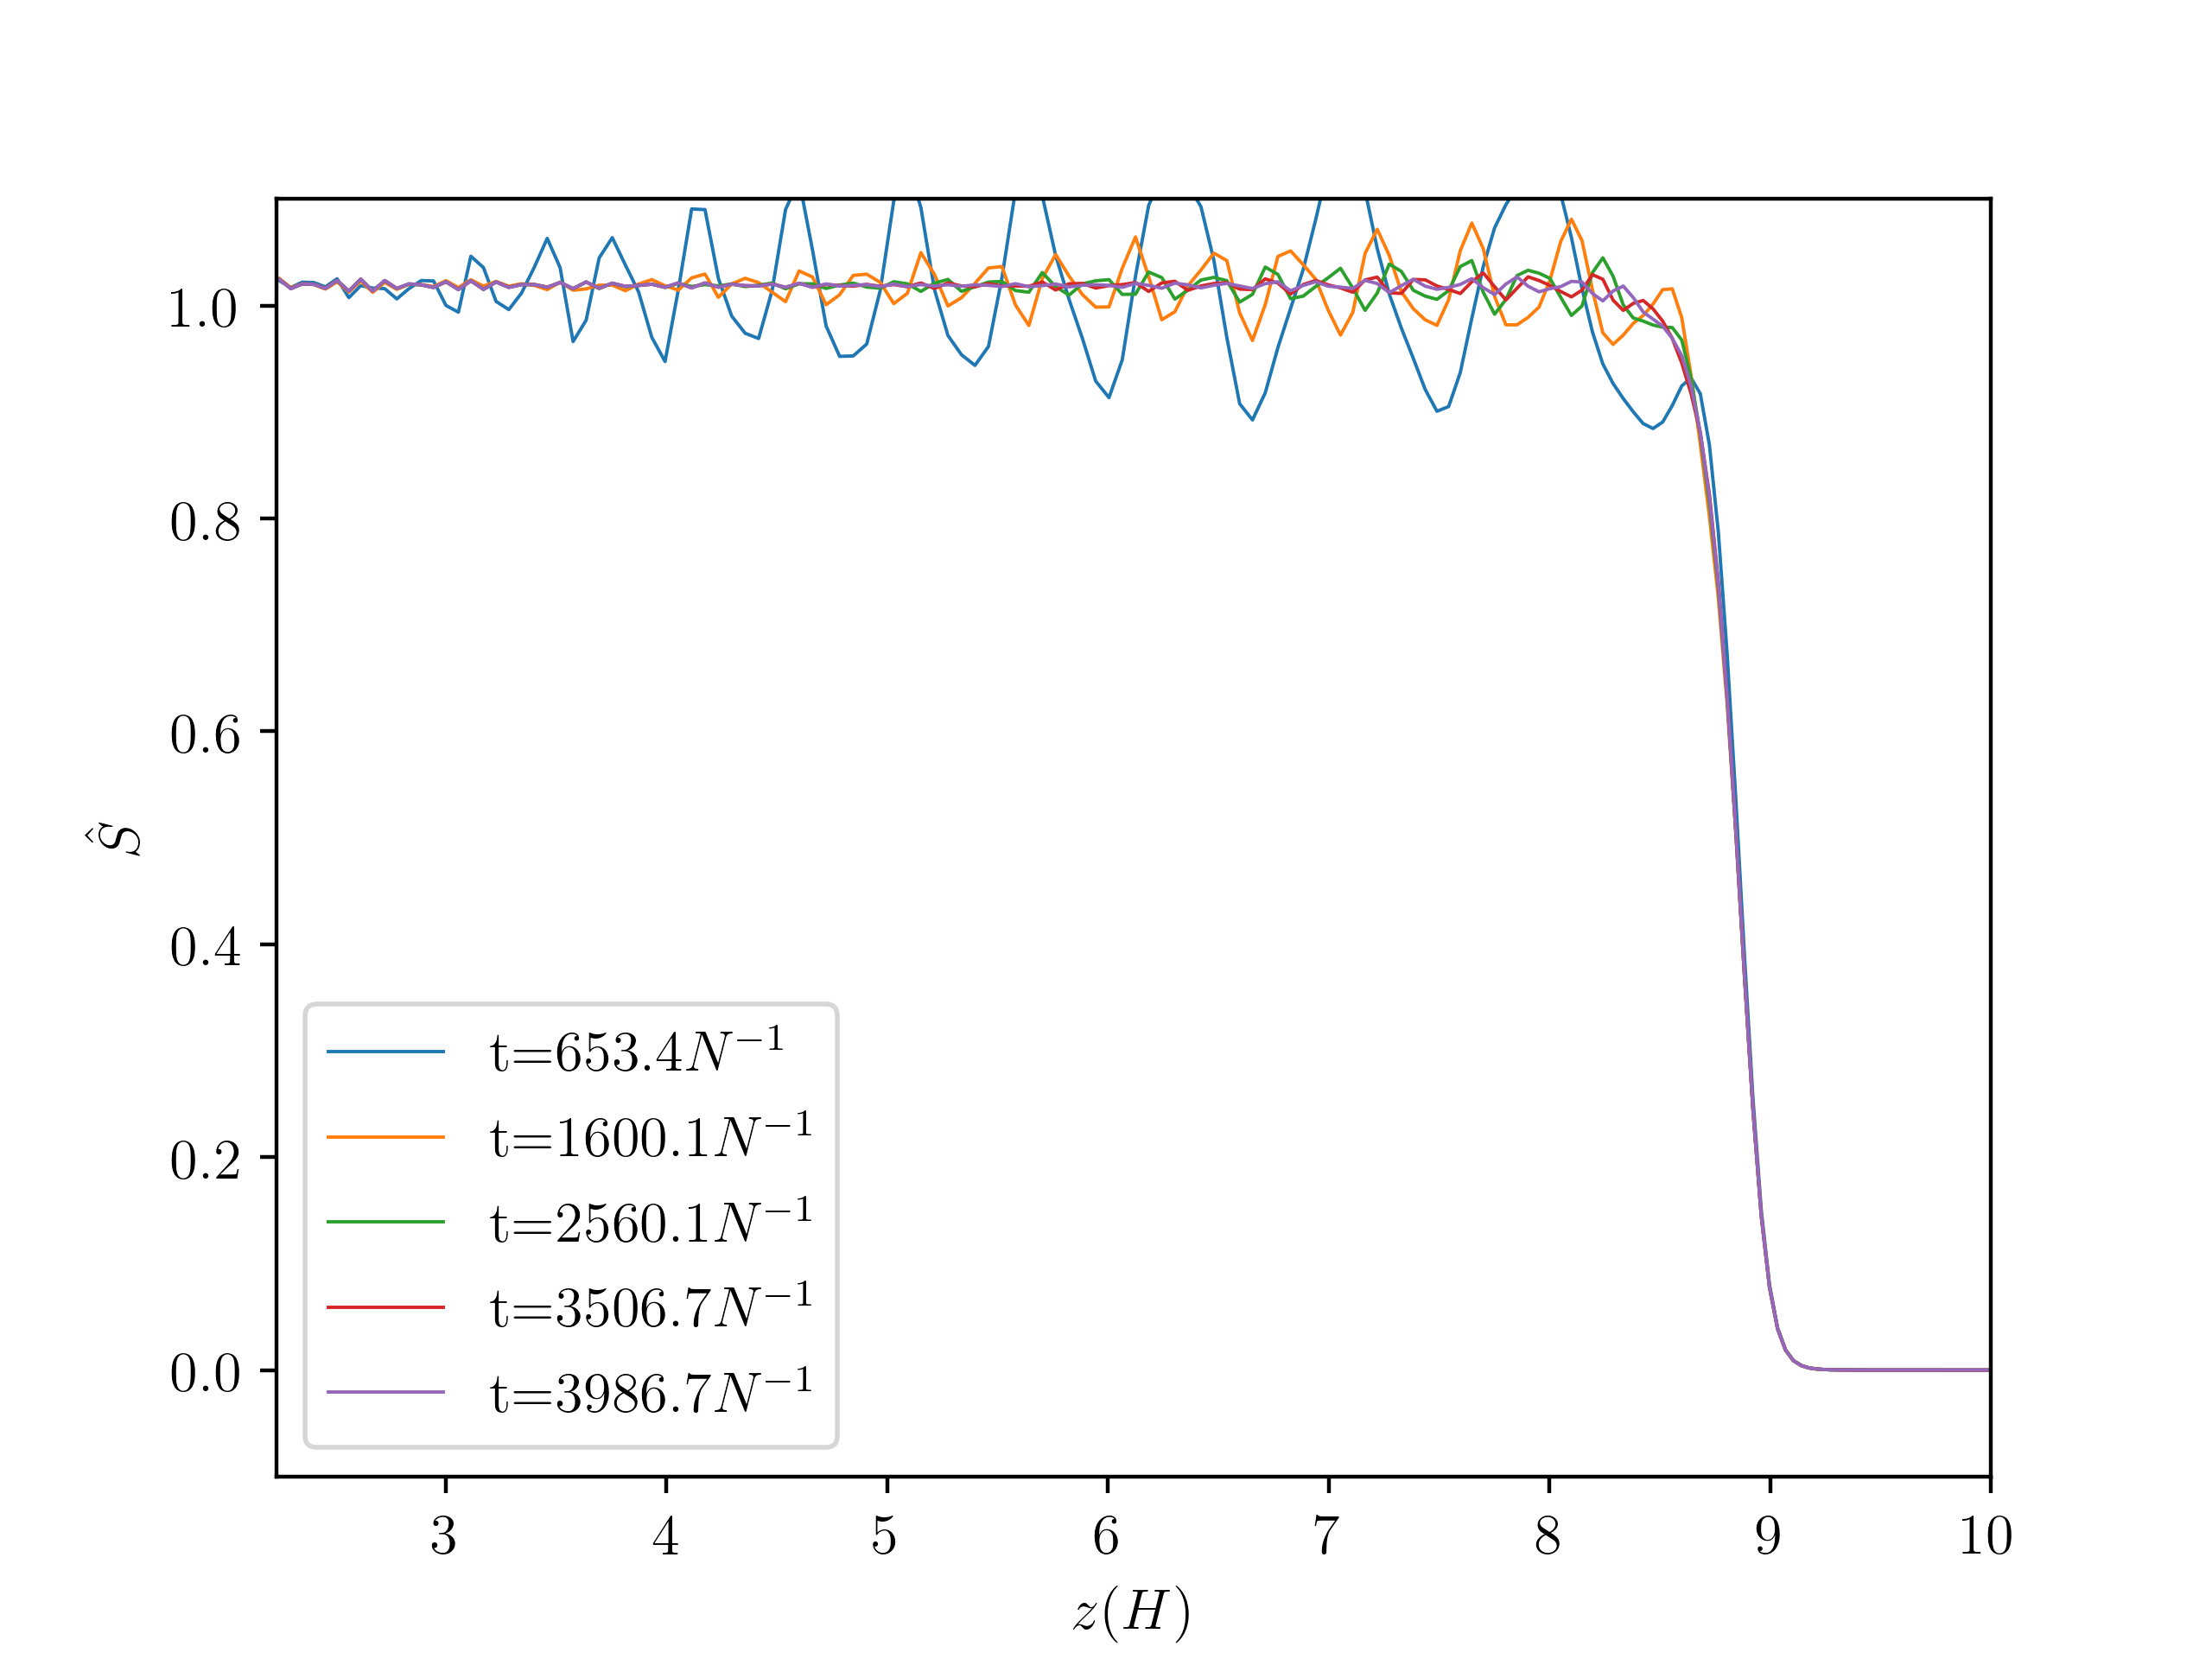 1.0
0.8
0.6
0.4
0.2
0.0
Ŝ
t=653.4N⁻¹
t=1600.1N⁻¹
t=2560.1N⁻¹
t=3506.7N⁻¹
t=3986.7N⁻¹
3 4 5 6 7 8 9 10
z(H)